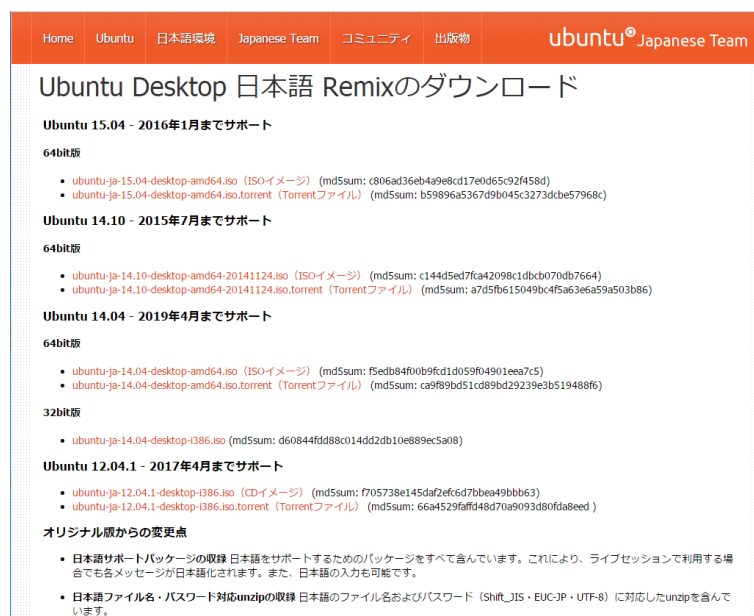 Home Ubuntu 日本語環境 Japanese Team コミュニティ 出版物 ubuntu® Japanese Team
Ubuntu Desktop 日本語 Remixのダウンロード
Ubuntu 15.04 - 2016年1月までサポート
64bit版
ubuntu-ja-15.04-desktop-amd64.iso（ISOイメージ） (md5sum: c806ad36eb4a9e8cd17e0d65c92f458d)
ubuntu-ja-15.04-desktop-amd64.iso.torrent（Torrentファイル） (md5sum: b59896a5367d9b045c3273dcbe57968c)
Ubuntu 14.10 - 2015年7月までサポート
64bit版
ubuntu-ja-14.10-desktop-amd64-20141124.iso（ISOイメージ） (md5sum: c144d5ed7fca42098c1dbcb070db7664)
ubuntu-ja-14.10-desktop-amd64-20141124.iso.torrent（Torrentファイル） (md5sum: a7d5fb615049bc4f5a63e6a59a503b86)
Ubuntu 14.04 - 2019年4月までサポート
64bit版
ubuntu-ja-14.04-desktop-amd64.iso（ISOイメージ） (md5sum: f5edb84f00b9fcd1d059f04901eea7c5)
ubuntu-ja-14.04-desktop-amd64.iso.torrent（Torrentファイル） (md5sum: ca9f89bd51cd89bd29239e3b519488f6)
32bit版
ubuntu-ja-14.04-desktop-i386.iso (md5sum: d60844fdd88c014dd2db10e889ec5a08)
Ubuntu 12.04.1 - 2017年4月までサポート
ubuntu-ja-12.04.1-desktop-i386.iso（CDイメージ） (md5sum: f705738e145daf2efc6d7bbea49bbb63)
ubuntu-ja-12.04.1-desktop-i386.iso.torrent（Torrentファイル） (md5sum: 66a4529faffd48d70a9093d80fda8eed )
オリジナル版からの変更点
日本語サポートパッケージの収録 日本語をサポートするためのパッケージをすべて含んでいます。これにより、ライブセッションで利用する場
合でも各メッセージが日本語化されます。また、日本語の入力も可能です。
日本語ファイル名・パスワード対応unzipの収録 日本語のファイル名およびパスワード（Shift_JIS・EUC-JP・UTF-8）に対応したunzipを含んで
います。